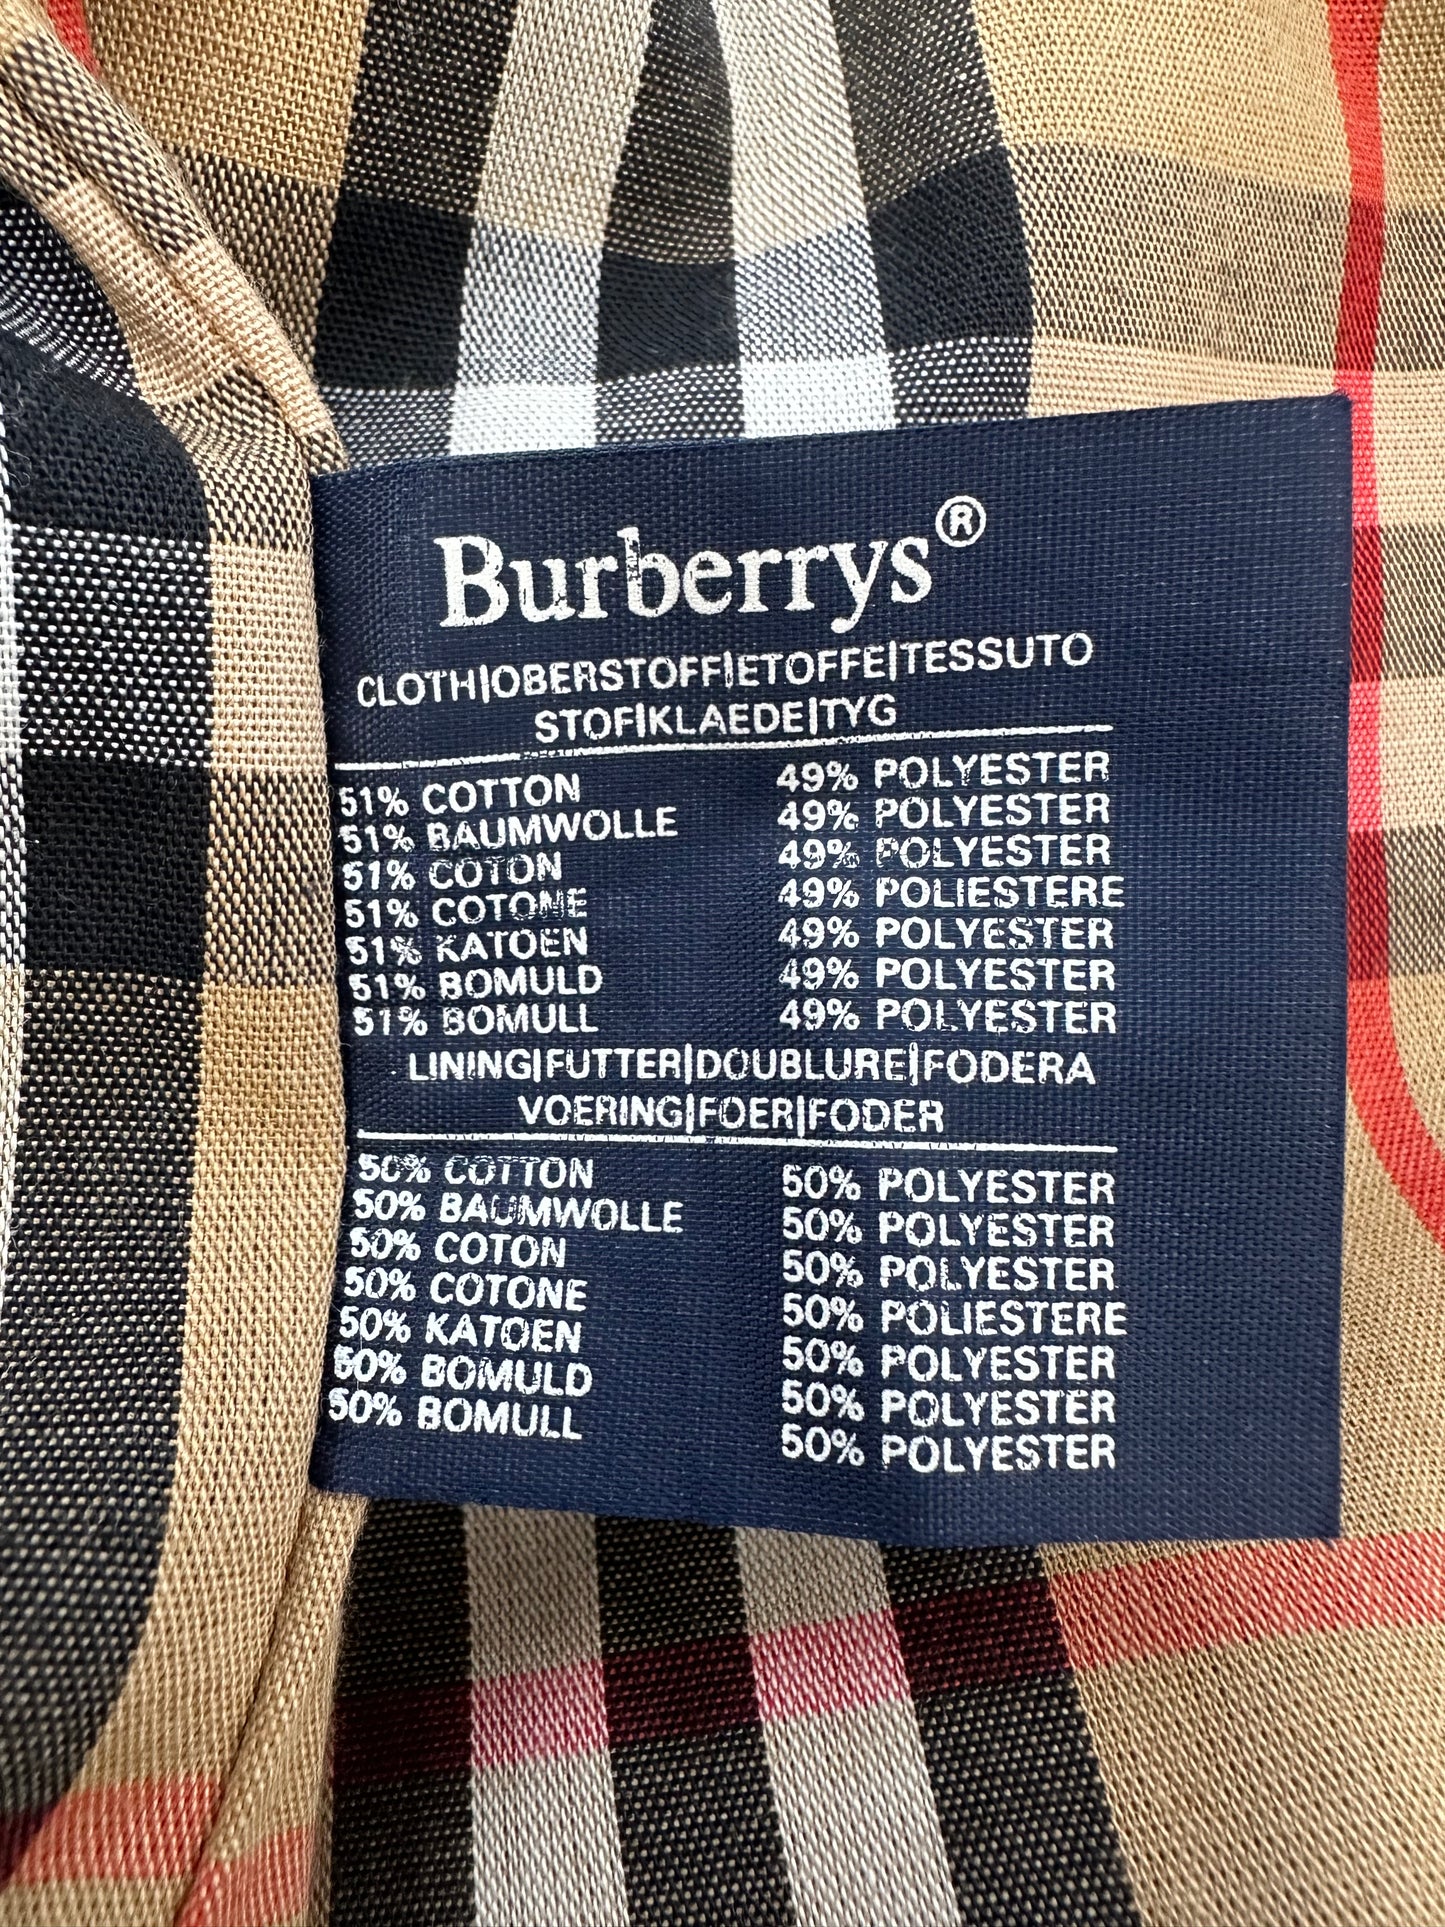 Burberrys®
CLOTH|OBERSTOFF|ETOFFE|TESSUTO
STOF|KLAEDE|TYG
51% COTTON 49% POLYESTER
51% BAUMWOLLE 49% POLYESTER
51% COTON 49% POLYESTER
51% COTONE 49% POLIESTERE
51% KATOEN 49% POLYESTER
51% BOMULD 49% POLYESTER
51% BOMULL 49% POLYESTER
LINING|FUTTER|DOUBLURE|FODERA
VOERING|FOER|FODER
50% COTTON 50% POLYESTER
50% BAUMWOLLE 50% POLYESTER
50% COTON 50% POLYESTER
50% COTONE 50% POLIESTERE
50% KATOEN 50% POLYESTER
50% BOMULD 50% POLYESTER
50% BOMULL 50% POLYESTER